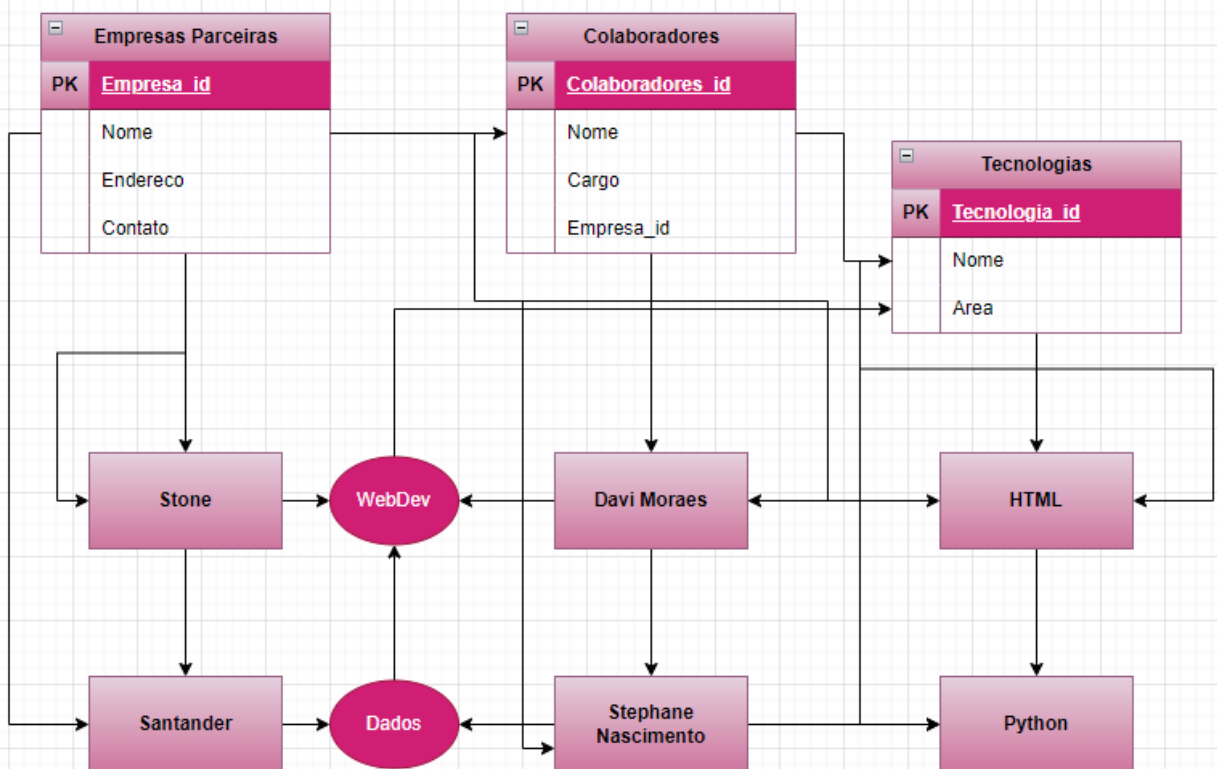 Empresas Parceiras
PK Empresa_id
Nome
Endereco
Contato
Colaboradores
PK Colaboradores_id
Nome
Cargo
Empresa_id
Tecnologias
PK Tecnologia_id
Nome
Area
Stone
WebDev
Davi Moraes
HTML
Santander
Dados
Stephane
Nascimento
Python